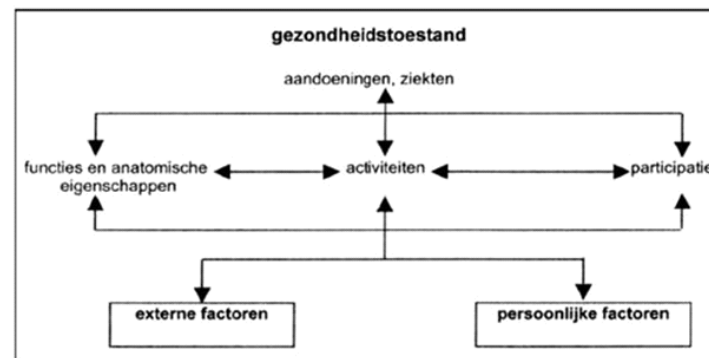 gezondheidstoestand
aandoeningen, ziekten
functies en anatomische
eigenschappen
activiteiten
participatie
externe factoren
persoonlijke factoren